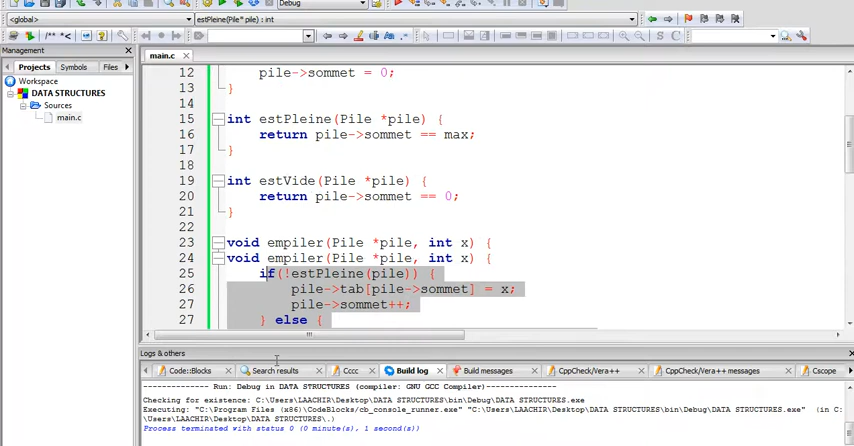 Debug
<global> estPleine(Pile* pile) : int
/** *<
.*
S C
Management
main.c
Projects Symbols Files
Workspace
DATA STRUCTURES
Sources
main.c
12 pile->sommet = 0;
13 }
14
15 int estPleine(Pile *pile) {
16 return pile->sommet == max;
17 }
18
19 int estVide(Pile *pile) {
20 return pile->sommet == 0;
21 }
22
23 void empiler(Pile *pile, int x) {
24 void empiler(Pile *pile, int x) {
25 if(!estPleine(pile)) {
26 pile->tab[pile->sommet] = x;
27 pile->sommet++;
27 } else {
Logs & others
Code::Blocks Search results Cccc Build log Build messages CppCheck/Vera++ CppCheck/Vera++ messages Cscope
-------------- Run: Debug in DATA STRUCTURES (compiler: GNU GCC Compiler)---------------
Checking for existence: C:\Users\LAACHIR\Desktop\DATA STRUCTURES\bin\Debug\DATA STRUCTURES.exe
Executing: "C:\Program Files (x86)\CodeBlocks/cb_console_runner.exe" "C:\Users\LAACHIR\Desktop\DATA STRUCTURES\bin\Debug\DATA STRUCTURES.exe" (in C:
\Users\LAACHIR\Desktop\DATA STRUCTURES\.)
Process terminated with status 0 (0 minute(s), 1 second(s))